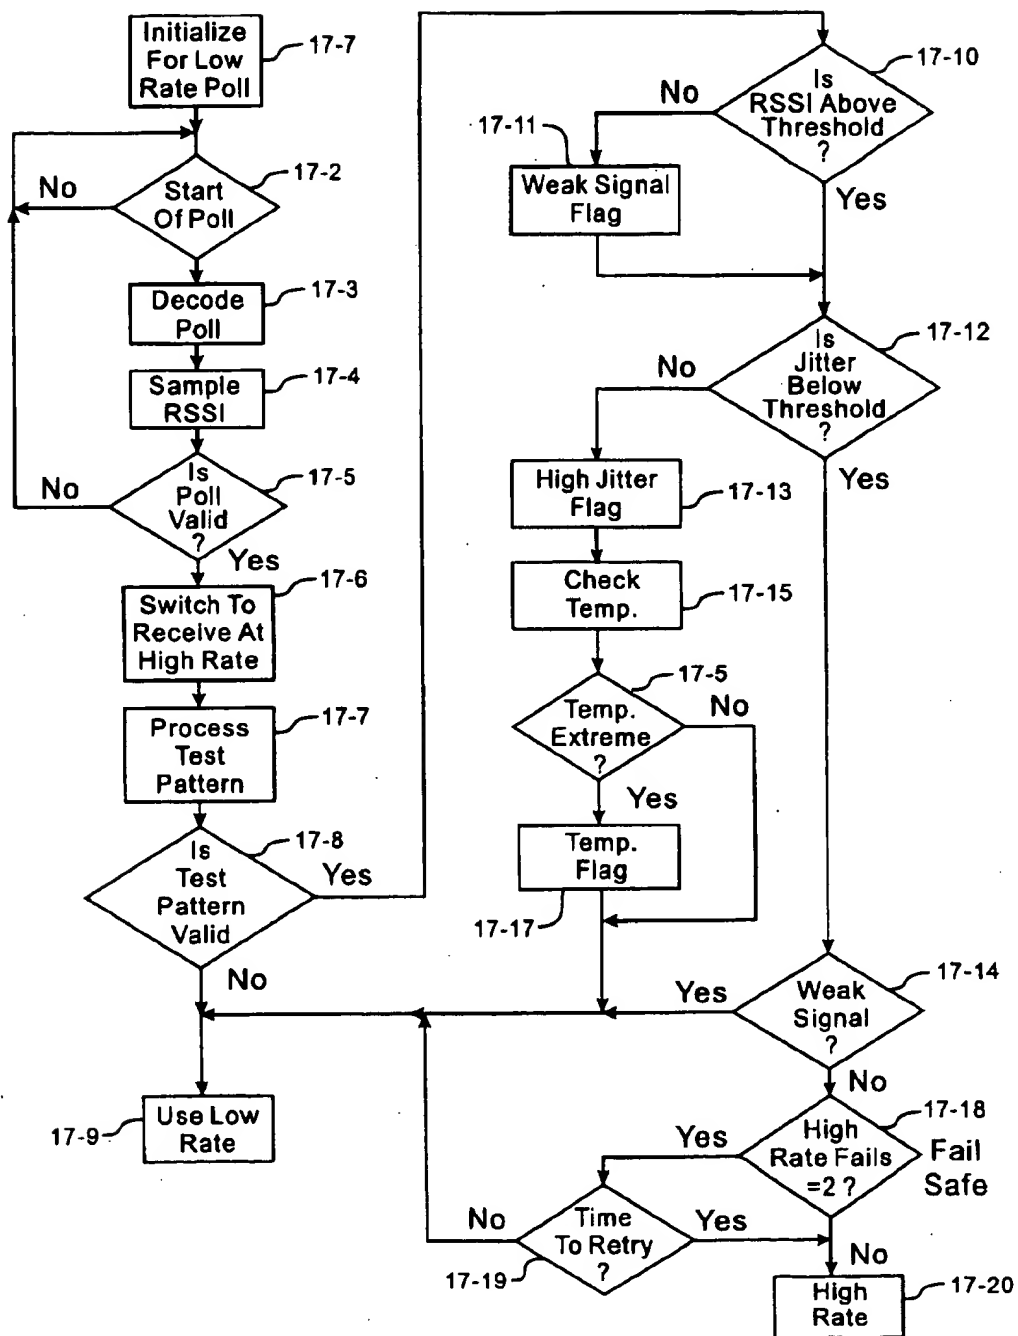 Initialize
For Low
Rate Poll
17-7
No
Start
Of Poll
17-2
Decode
Poll
17-3
Sample
RSSI
17-4
No
Is
Poll
Valid
?
17-5
Yes
Switch To
Receive At
High Rate
17-6
Process
Test
Pattern
17-7
Is
Test
Pattern
Valid
17-8
Yes
No
Use Low
Rate
17-9
Is
RSSI Above
Threshold
?
17-10
No
Yes
17-11
Weak Signal
Flag
Is
Jitter
Below
Threshold
?
17-12
No
Yes
High Jitter
Flag
17-13
Check
Temp.
17-15
Temp.
Extreme
?
17-5
No
Yes
Temp.
Flag
17-17
Weak
Signal
?
17-14
Yes
No
High
Rate Fails
=2 ?
17-18
Fail
Safe
Yes
No
Time
To Retry
?
17-19
No
Yes
High
Rate
17-20